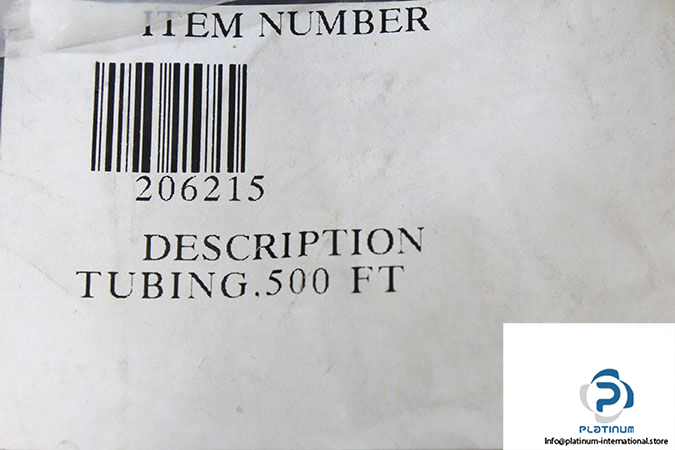 ITEM NUMBER
206215
DESCRIPTION
TUBING.500 FT
PLATINUM
Info@platinum-international.store